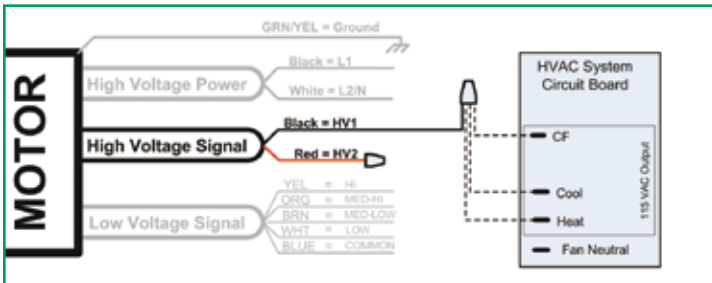 GRN/YEL = Ground
MOTOR
High Voltage Power
Black = L1
White = L2/N
High Voltage Signal
Black = HV1
Red = HV2
Low Voltage Signal
YEL = HI
ORG = MED-HI
BRN = MED-LOW
WHT = LOW
BLUE = COMMON
HVAC System
Circuit Board
CF
Cool
Heat
115 VAC Output
Fan Neutral